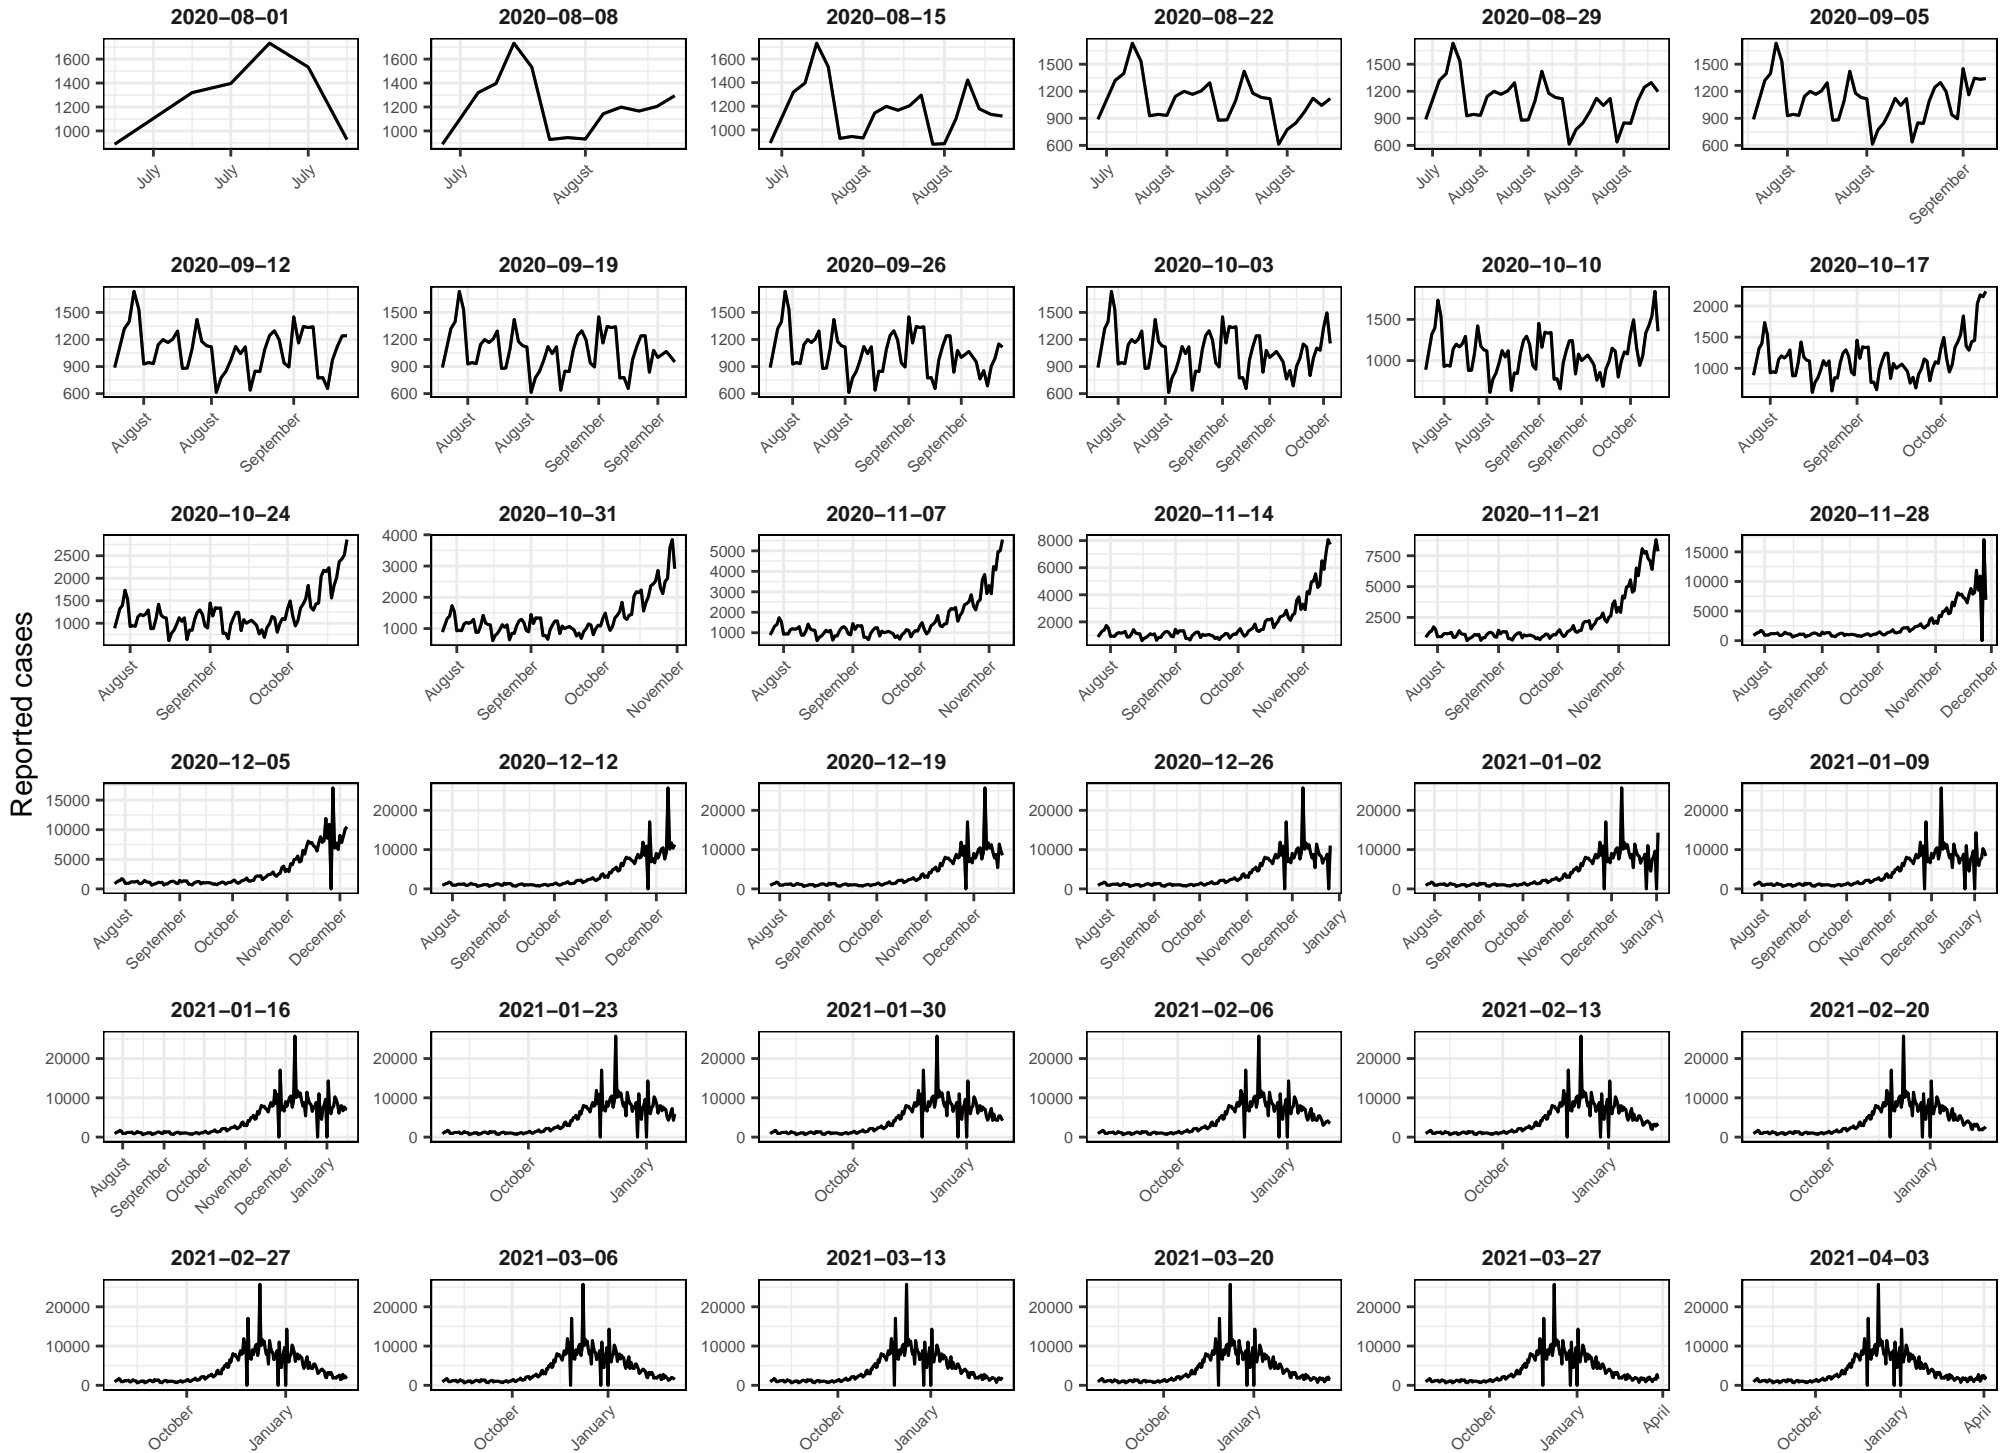 Reported cases
2020−08−01
1600
1400
1200
1000
July
July
July
2020−08−08
1600
1400
1200
1000
July
August
2020−08−15
1600
1400
1200
1000
July
August
August
2020−08−22
1500
1200
900
600
July
August
August
August
2020−08−29
1500
1200
900
600
July
August
August
August
August
2020−09−05
1500
1200
900
600
August
August
September
2020−09−12
1500
1200
900
600
August
August
September
2020−09−19
1500
1200
900
600
August
August
September
September
2020−09−26
1500
1200
900
600
August
August
September
September
2020−10−03
1500
1200
900
600
August
August
September
September
October
2020−10−10
1500
1000
August
August
September
September
October
2020−10−17
2000
1500
1000
August
September
October
2020−10−24
2500
2000
1500
1000
August
September
October
2020−10−31
4000
3000
2000
1000
August
September
October
November
2020−11−07
5000
4000
3000
2000
1000
August
September
October
November
2020−11−14
8000
6000
4000
2000
August
September
October
November
2020−11−21
7500
5000
2500
August
September
October
November
2020−11−28
15000
10000
5000
0
August
September
October
November
December
2020−12−05
15000
10000
5000
0
August
September
October
November
December
2020−12−12
20000
10000
0
August
September
October
November
December
2020−12−19
20000
10000
0
August
September
October
November
December
2020−12−26
20000
10000
0
August
September
October
November
December
January
2021−01−02
20000
10000
0
August
September
October
November
December
January
2021−01−09
20000
10000
0
August
September
October
November
December
January
2021−01−16
20000
10000
0
August
September
October
November
December
January
2021−01−23
20000
10000
0
October
January
2021−01−30
20000
10000
0
October
January
2021−02−06
20000
10000
0
October
January
2021−02−13
20000
10000
0
October
January
2021−02−20
20000
10000
0
October
January
2021−02−27
20000
10000
0
October
January
2021−03−06
20000
10000
0
October
January
2021−03−13
20000
10000
0
October
January
2021−03−20
20000
10000
0
October
January
2021−03−27
20000
10000
0
October
January
April
2021−04−03
20000
10000
0
October
January
April